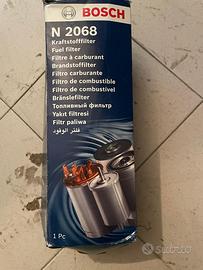 BOSCH
N 2068
Kraftstofffilter
Fuel filter
Filtre à carburant
Brandstoffilter
Filtro carburante
Filtro de combustible
Filtro de combustível
Bränslefilter
Топливный фильтр
Yakıt filtresi
Filtr paliwa
فلتر الوقود
1 Pc
subito